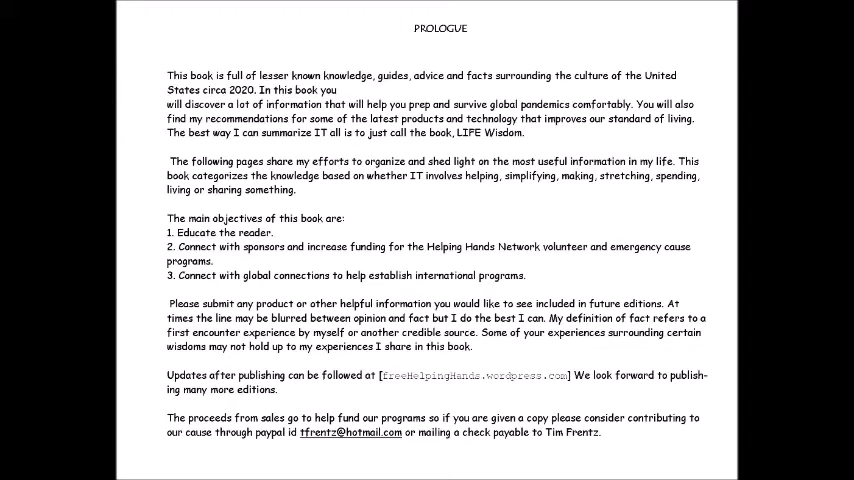 PROLOGUE
This book is full of lesser known knowledge, guides, advice and facts surrounding the culture of the United
States circa 2020. In this book you
will discover a lot of information that will help you prep and survive global pandemics comfortably. You will also
find my recommendations for some of the latest products and technology that improves our standard of living.
The best way I can summarize IT all is to just call the book, LIFE Wisdom.
The following pages share my efforts to organize and shed light on the most useful information in my life. This
book categorizes the knowledge based on whether IT involves helping, simplifying, making, stretching, spending,
living or sharing something.
The main objectives of this book are:
1. Educate the reader.
2. Connect with sponsors and increase funding for the Helping Hands Network volunteer and emergency cause
programs.
3. Connect with global connections to help establish international programs.
Please submit any product or other helpful information you would like to see included in future editions. At
times the line may be blurred between opinion and fact but I do the best I can. My definition of fact refers to a
first encounter experience by myself or another credible source. Some of your experiences surrounding certain
wisdoms may not hold up to my experiences I share in this book.
Updates after publishing can be followed at [freeHelpingHands.wordpress.com] We look forward to publish-
ing many more editions.
The proceeds from sales go to help fund our programs so if you are given a copy please consider contributing to
our cause through paypal id tfrentz@hotmail.com or mailing a check payable to Tim Frentz.